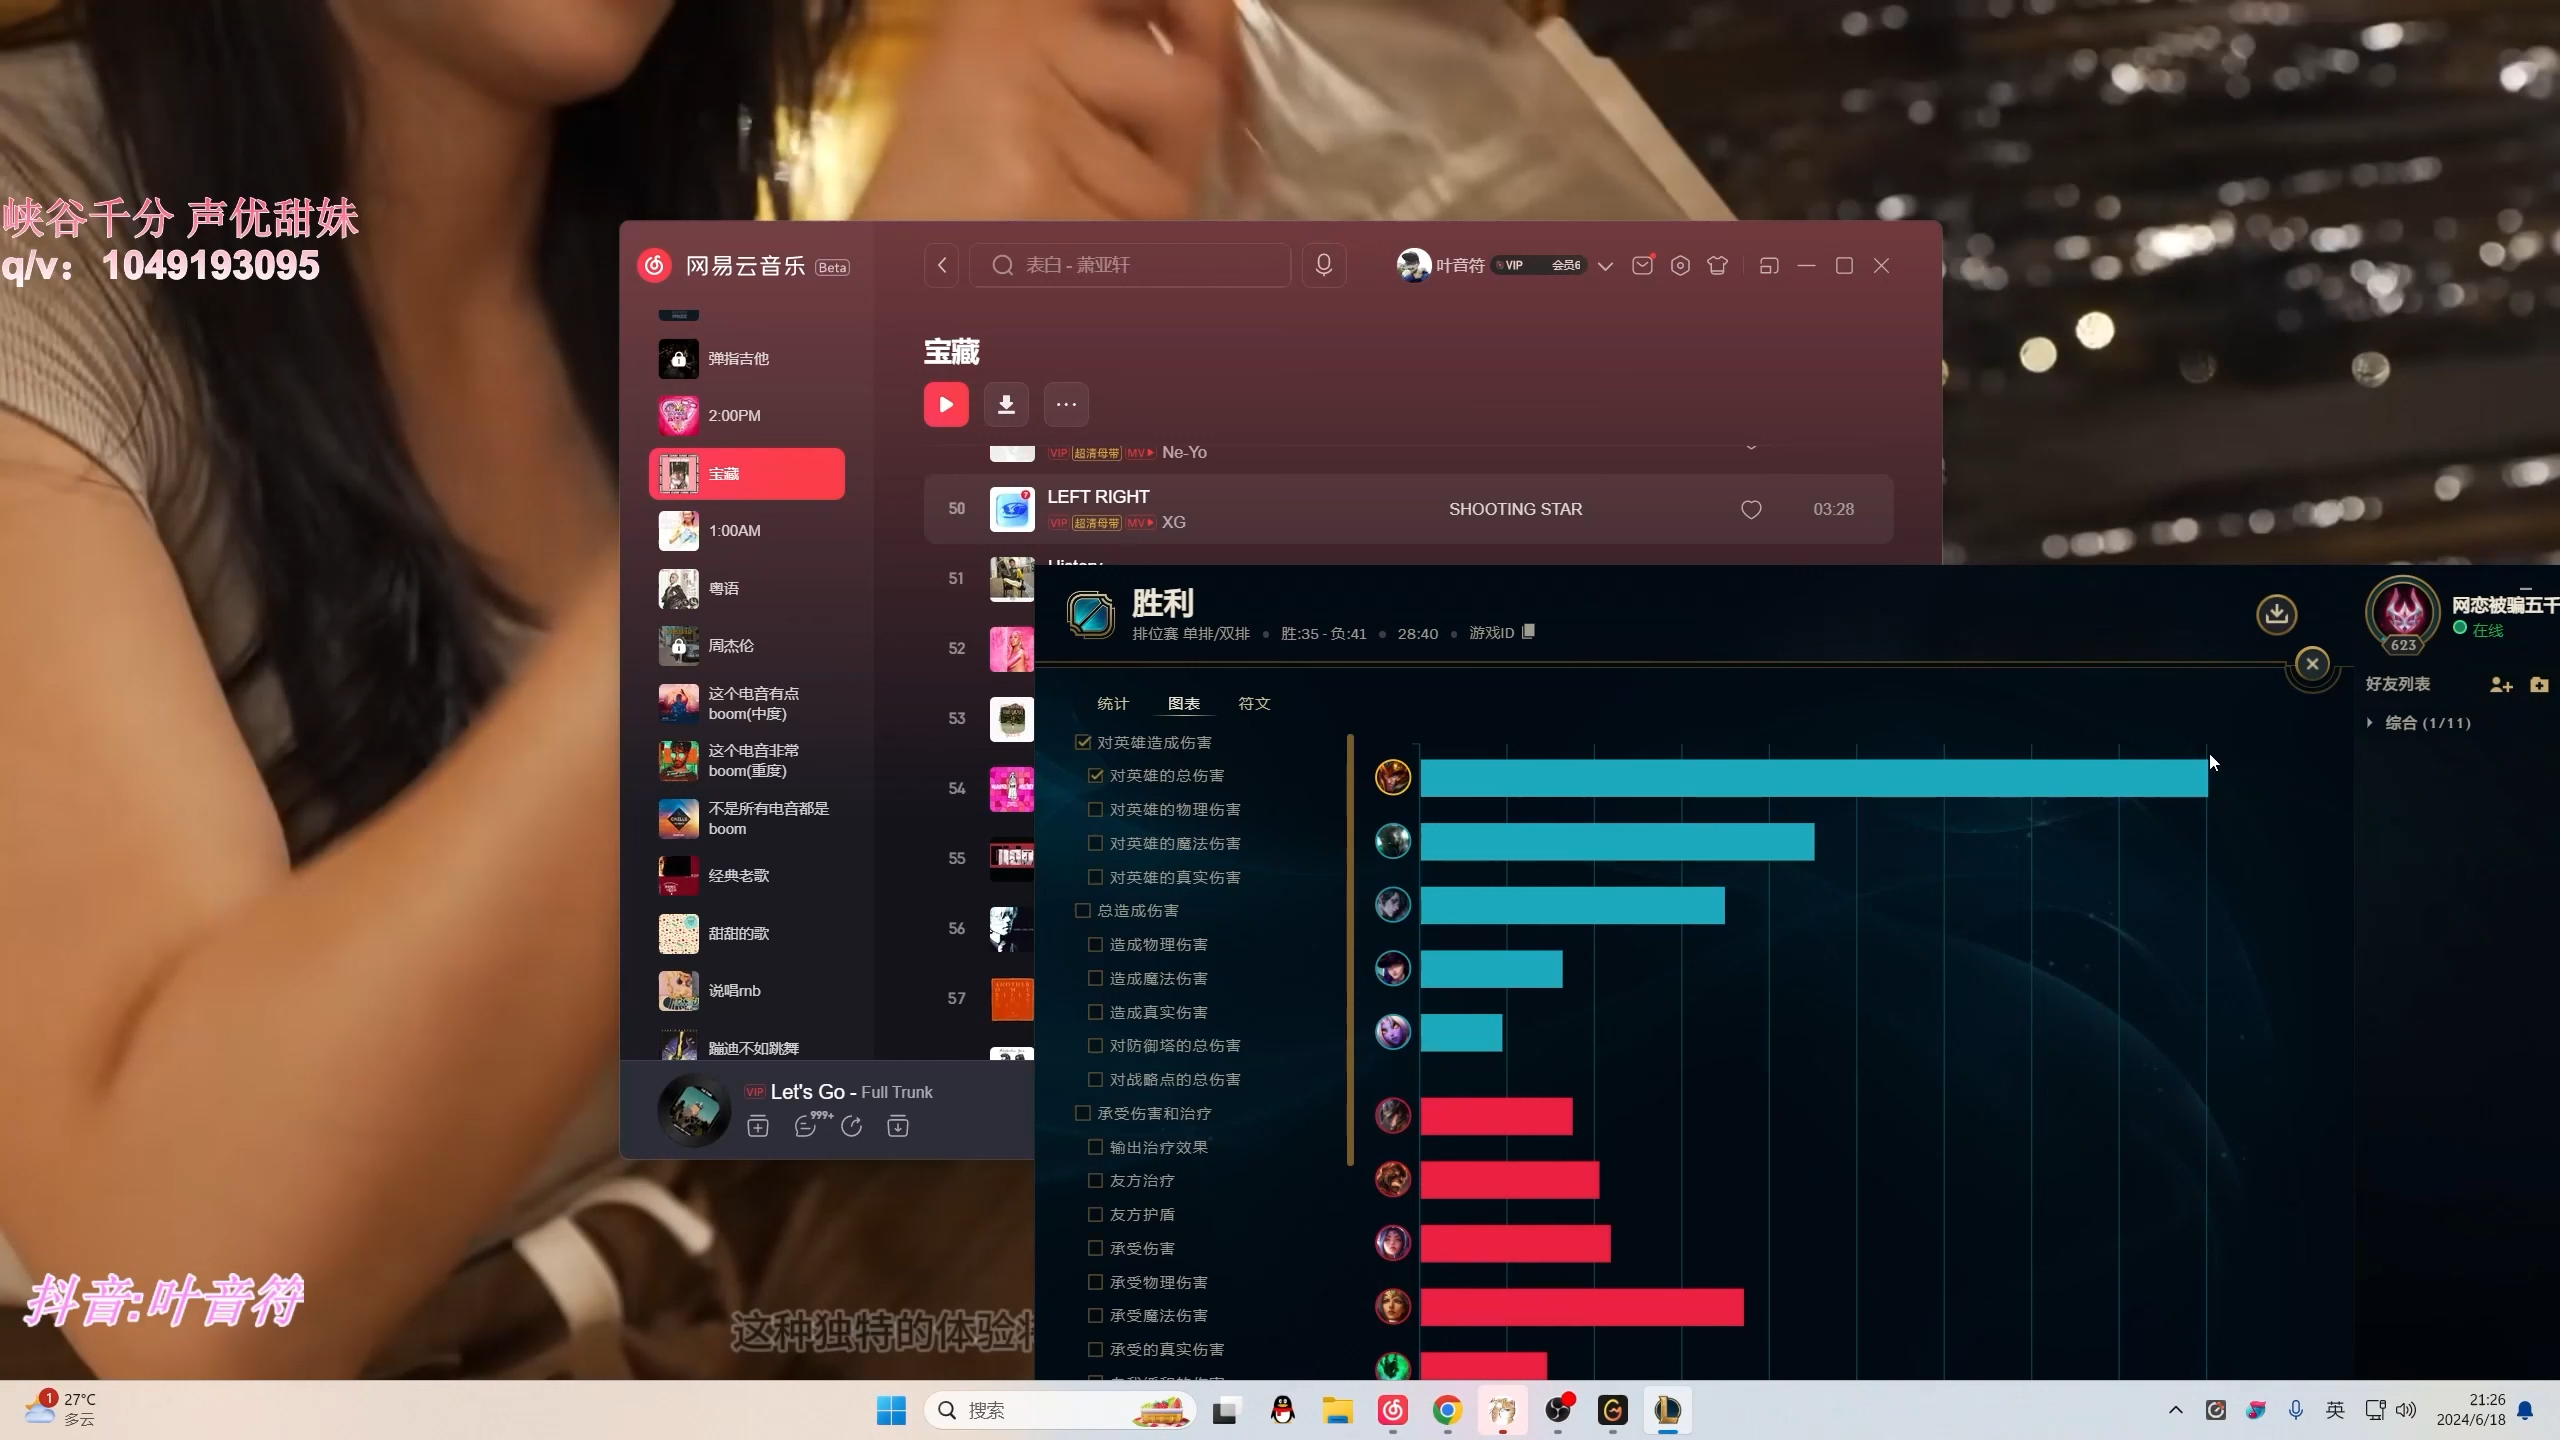 峡谷千分 声优甜妹
q/v： 1049193095
网易云音乐 Beta
表白 - 萧亚轩
叶音符 VIP 会员6
弹指吉他
2:00PM
宝藏
1:00AM
粤语
周杰伦
这个电音有点
boom(中度)
这个电音非常
boom(重度)
不是所有电音都是
boom
经典老歌
甜甜的歌
说唱rnb
蹦迪不如跳舞
宝藏
VIP 超清母带 MV Ne-Yo
50 LEFT RIGHT SHOOTING STAR 03:28
VIP 超清母带 MV XG
51 History
52
53
54
55
56
57
VIP Let's Go - Full Trunk
999+
胜利
排位赛 单排/双排 • 胜:35 - 负:41 • 28:40 • 游戏ID
网恋被骗五千
在线
623
好友列表
综合 (1/11)
统计 图表 符文
对英雄造成伤害
对英雄的总伤害
对英雄的物理伤害
对英雄的魔法伤害
对英雄的真实伤害
总造成伤害
造成物理伤害
造成魔法伤害
造成真实伤害
对防御塔的总伤害
对战略点的总伤害
承受伤害和治疗
输出治疗效果
友方治疗
友方护盾
承受伤害
承受物理伤害
承受魔法伤害
承受的真实伤害
抖音:叶音符
这种独特的体验
1
27°C
多云
搜索
英
21:26
2024/6/18